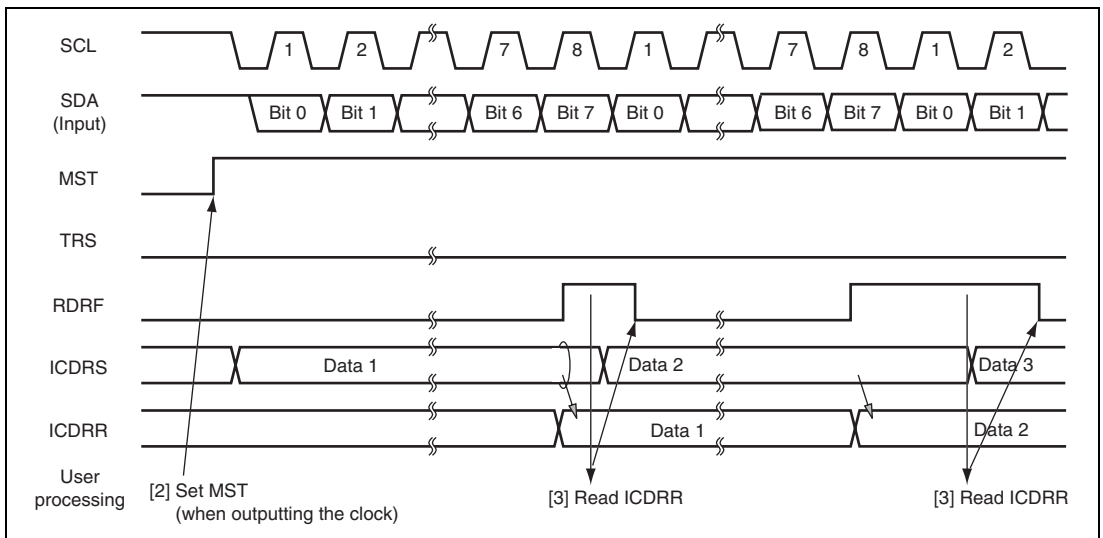 SCL 1 2 7 8 1 7 8 1 2
SDA
(Input)
Bit 0 Bit 1 Bit 6 Bit 7 Bit 0 Bit 6 Bit 7 Bit 0 Bit 1
MST
TRS
RDRF
ICDRS Data 1 Data 2 Data 3
ICDRR Data 1 Data 2
User
processing
[2] Set MST
(when outputting the clock)
[3] Read ICDRR [3] Read ICDRR